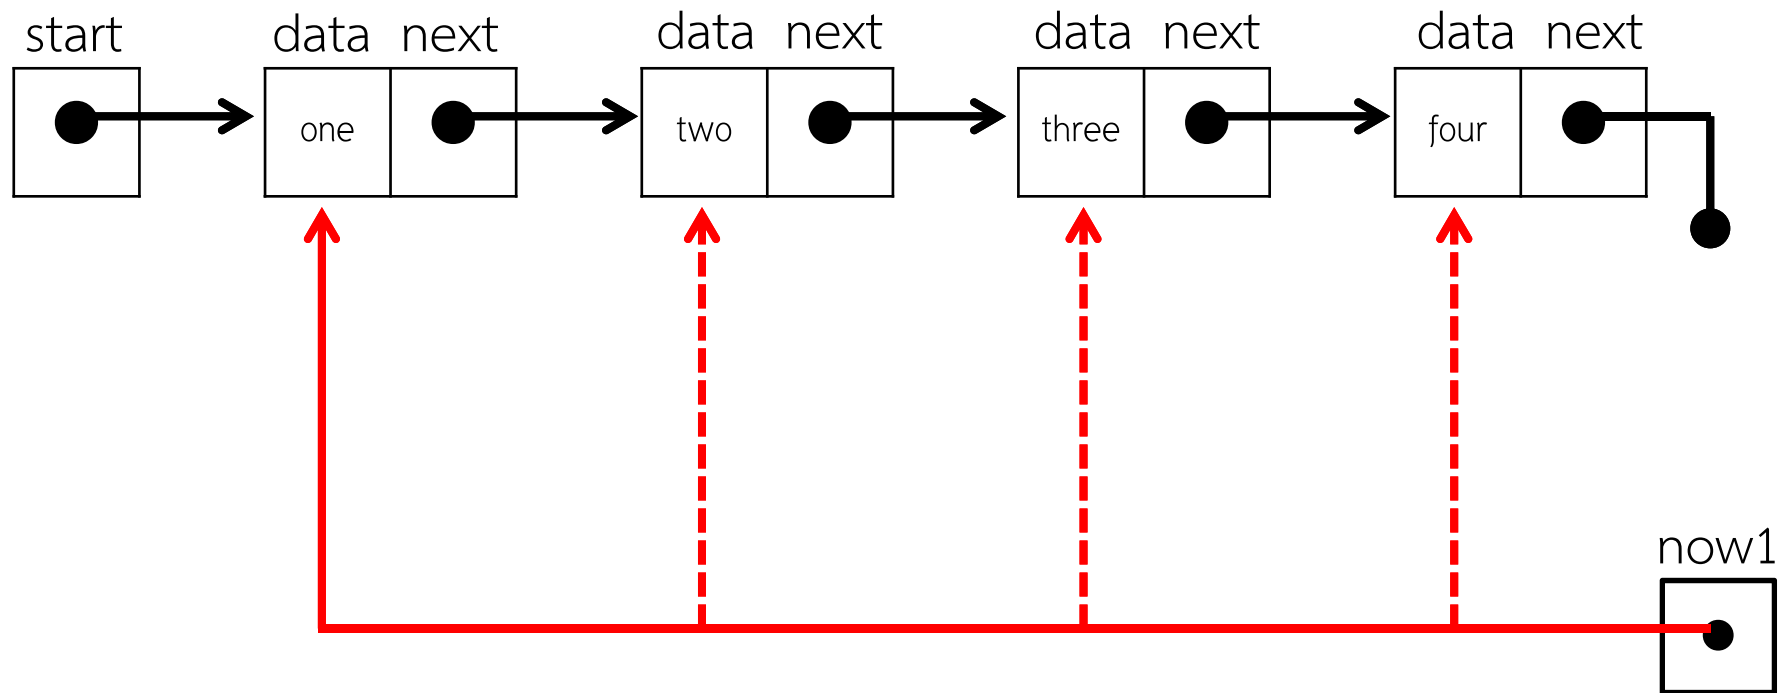 start data next data next data next data next
one two three four
now1